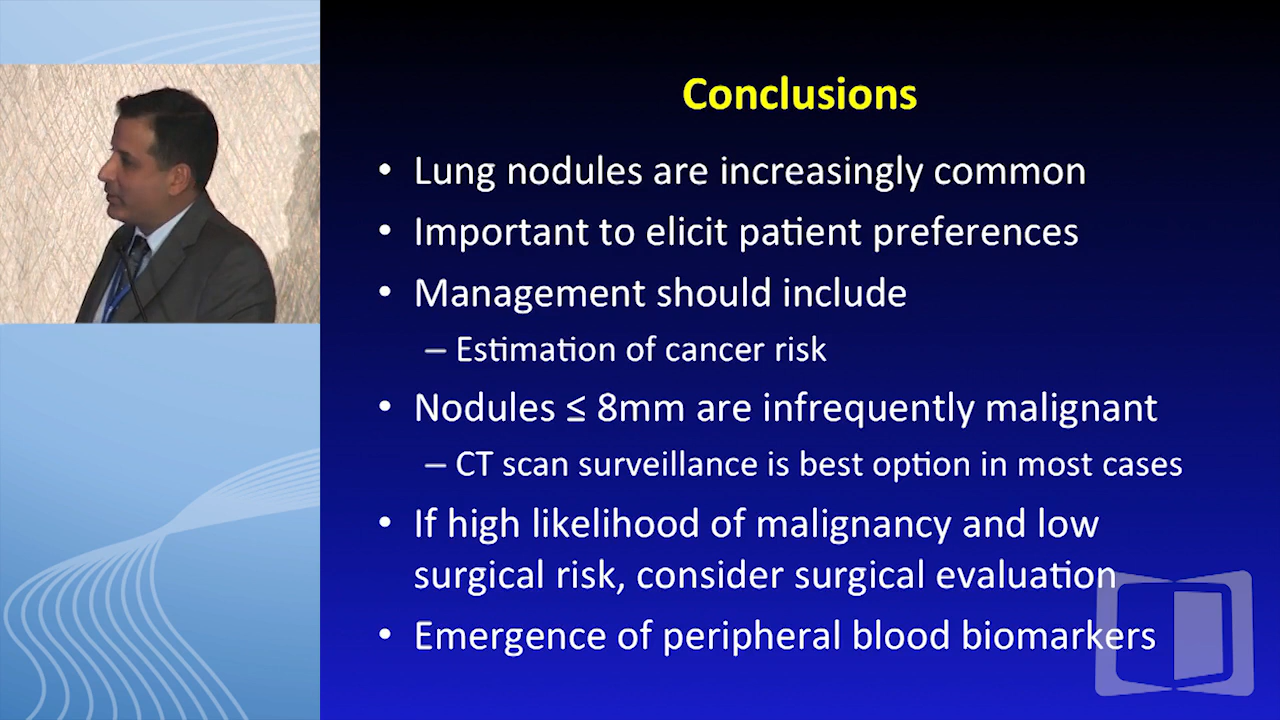 Conclusions
• Lung nodules are increasingly common
• Important to elicit patient preferences
• Management should include
– Estimation of cancer risk
• Nodules ≤ 8mm are infrequently malignant
– CT scan surveillance is best option in most cases
• If high likelihood of malignancy and low
surgical risk, consider surgical evaluation
• Emergence of peripheral blood biomarkers